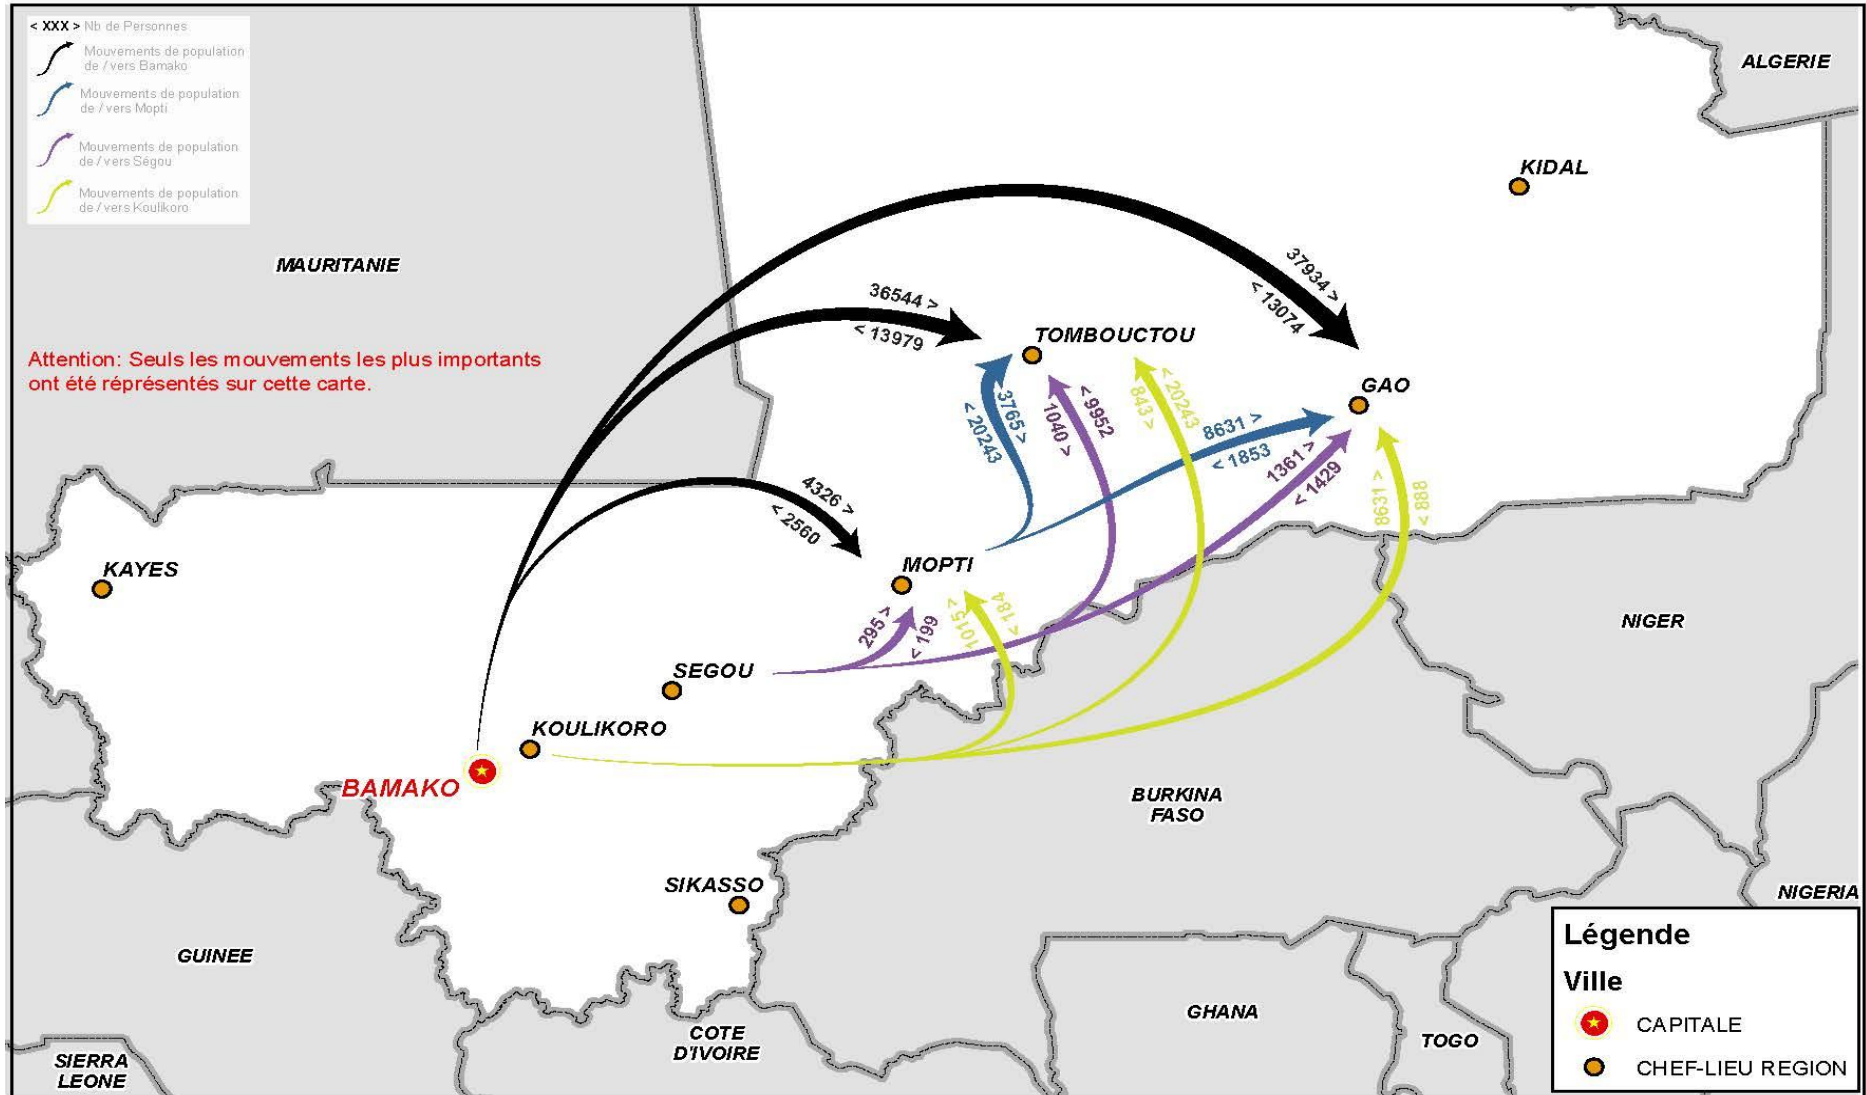 < XXX > Nb de Personnes
Mouvements de population
de / vers Bamako
Mouvements de population
de / vers Mopti
Mouvements de population
de / vers Ségou
Mouvements de population
de / vers Koulikoro
ALGERIE
KIDAL
MAURITANIE
37934 >
< 13074
36544 >
< 13979
TOMBOUCTOU
Attention: Seuls les mouvements les plus importants
ont été réprésentés sur cette carte.
GAO
3765 >
< 20243
< 9952
1040 >
< 20243
843 >
8631 >
< 1853
1361 >
< 1429
8631 >
< 888
4326 >
< 2560
KAYES
MOPTI
295 >
< 199
1015 >
< 184
NIGER
SEGOU
KOULIKORO
BAMAKO
BURKINA
FASO
SIKASSO
NIGERIA
GUINEE
Légende
Ville
CAPITALE
CHEF-LIEU REGION
GHANA
COTE
D'IVOIRE
TOGO
SIERRA
LEONE